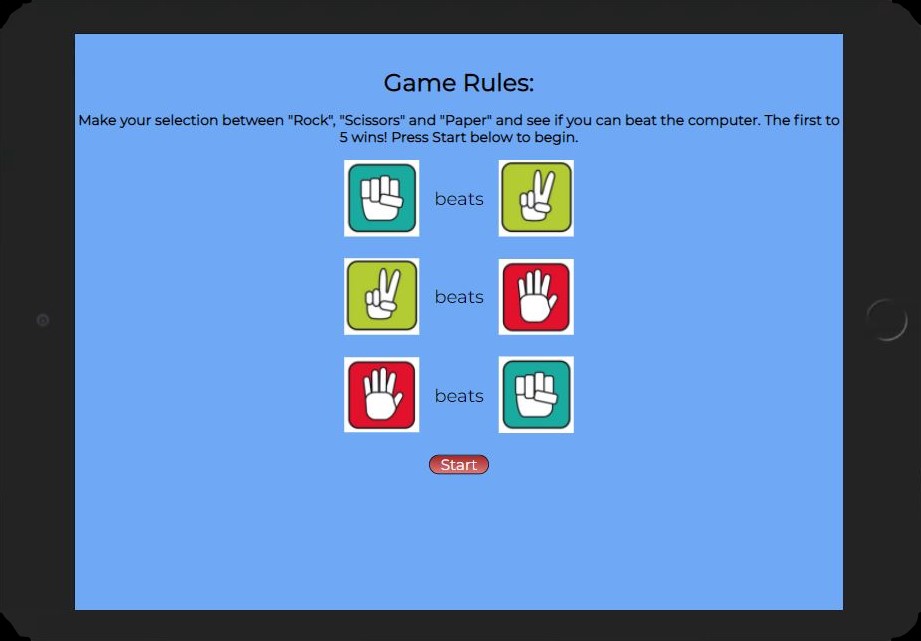 Game Rules:
Make your selection between "Rock", "Scissors" and "Paper" and see if you can beat the computer. The first to
5 wins! Press Start below to begin.
beats
beats
beats
Start